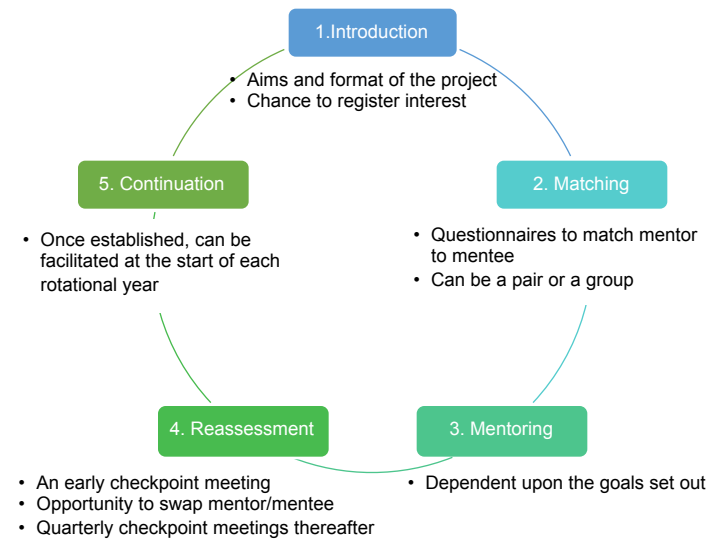 1.Introduction
• Aims and format of the project
• Chance to register interest
2. Matching
• Questionnaires to match mentor
to mentee
• Can be a pair or a group
3. Mentoring
• Dependent upon the goals set out
4. Reassessment
• An early checkpoint meeting
• Opportunity to swap mentor/mentee
• Quarterly checkpoint meetings thereafter
5. Continuation
• Once established, can be
facilitated at the start of each
rotational year